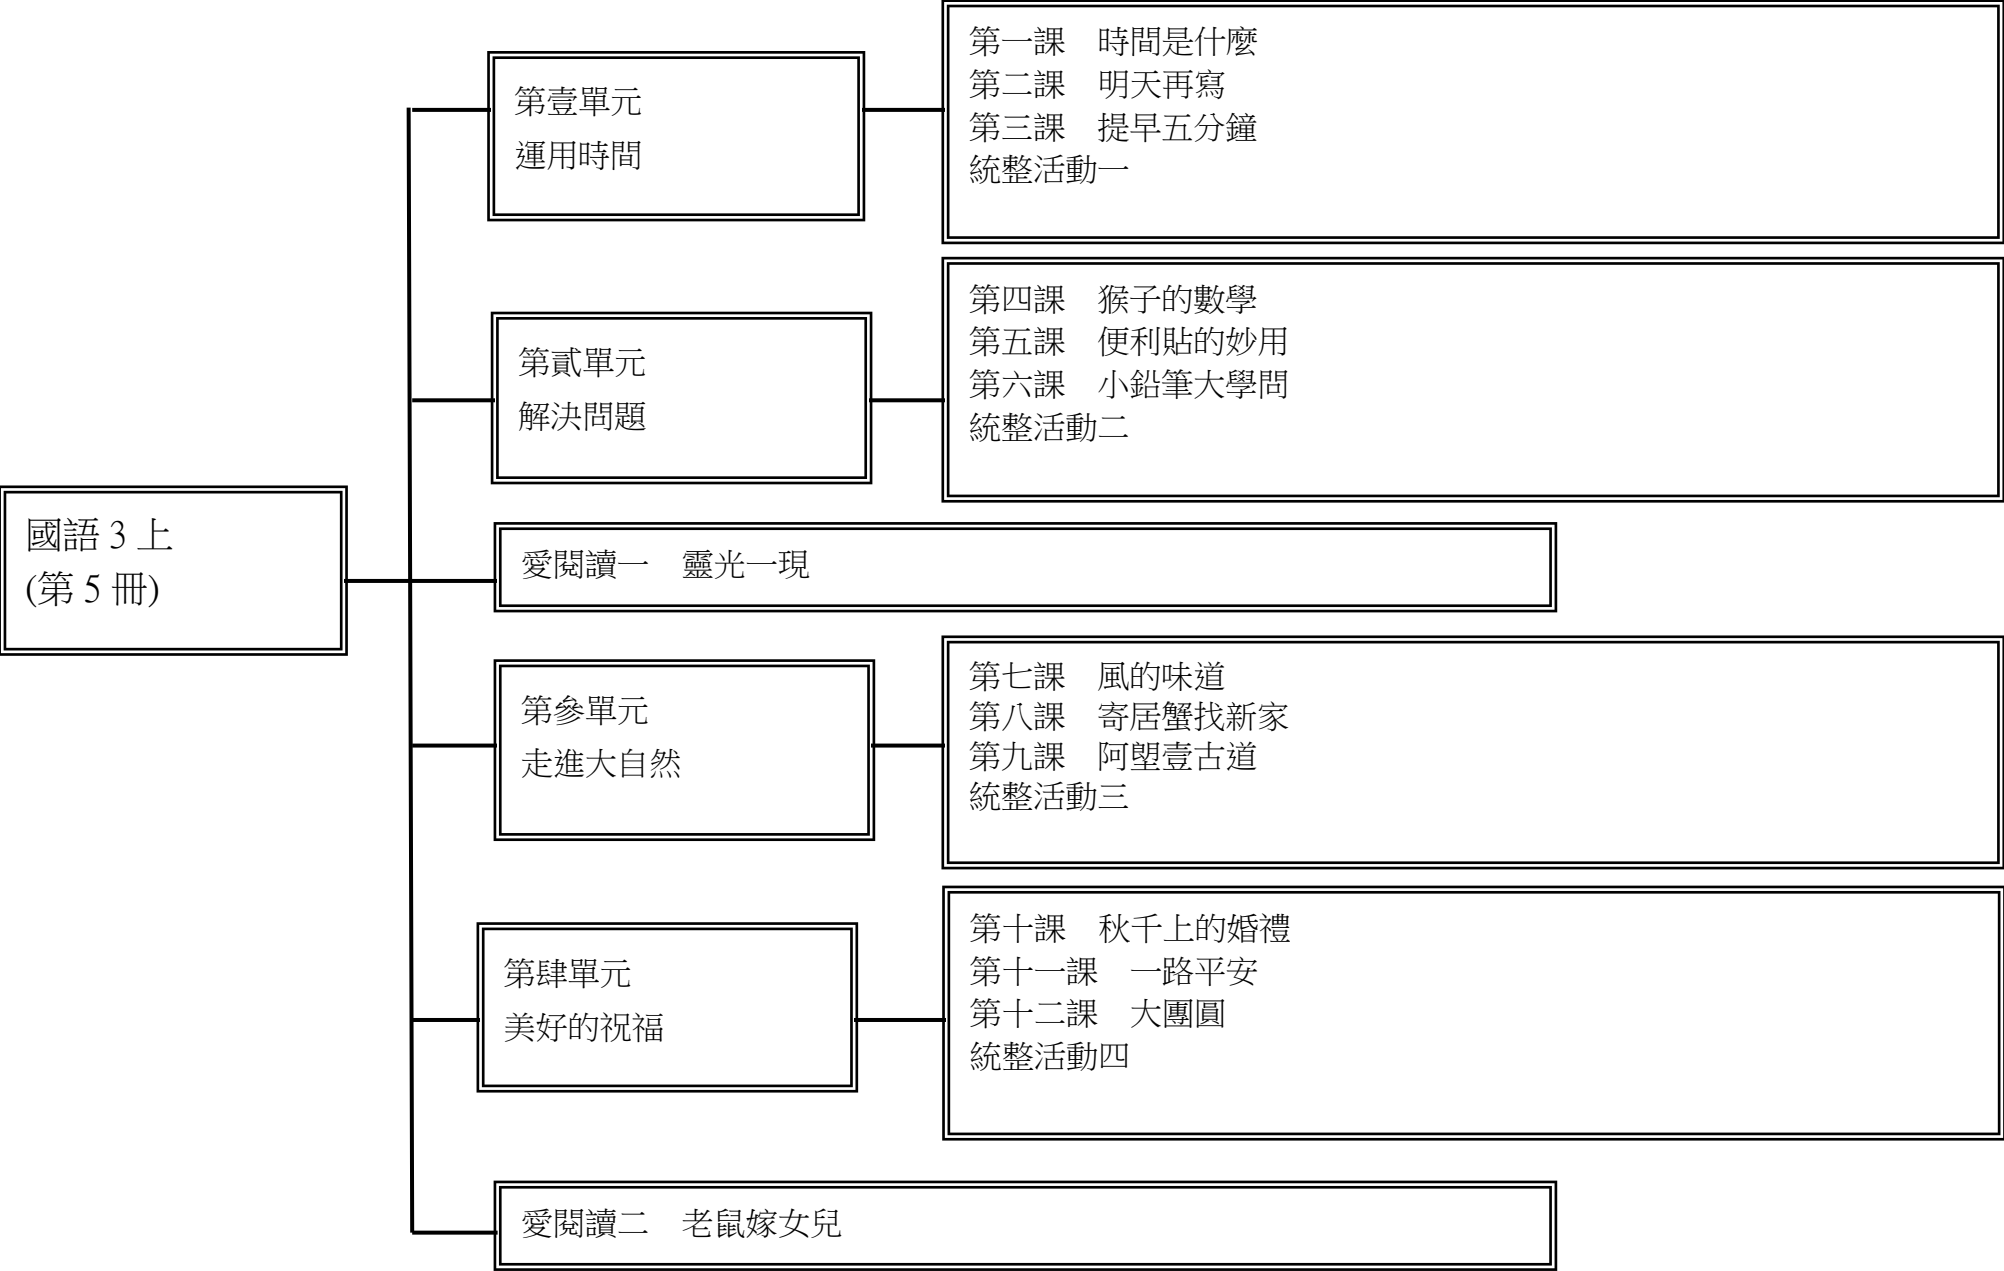 國語 3 上
(第 5 冊)
第壹單元
運用時間
第一課　時間是什麼
第二課　明天再寫
第三課　提早五分鐘
統整活動一
第貳單元
解決問題
第四課　猴子的數學
第五課　便利貼的妙用
第六課　小鉛筆大學問
統整活動二
愛閱讀一　靈光一現
第參單元
走進大自然
第七課　風的味道
第八課　寄居蟹找新家
第九課　阿塱壹古道
統整活動三
第肆單元
美好的祝福
第十課　秋千上的婚禮
第十一課　一路平安
第十二課　大團圓
統整活動四
愛閱讀二　老鼠嫁女兒